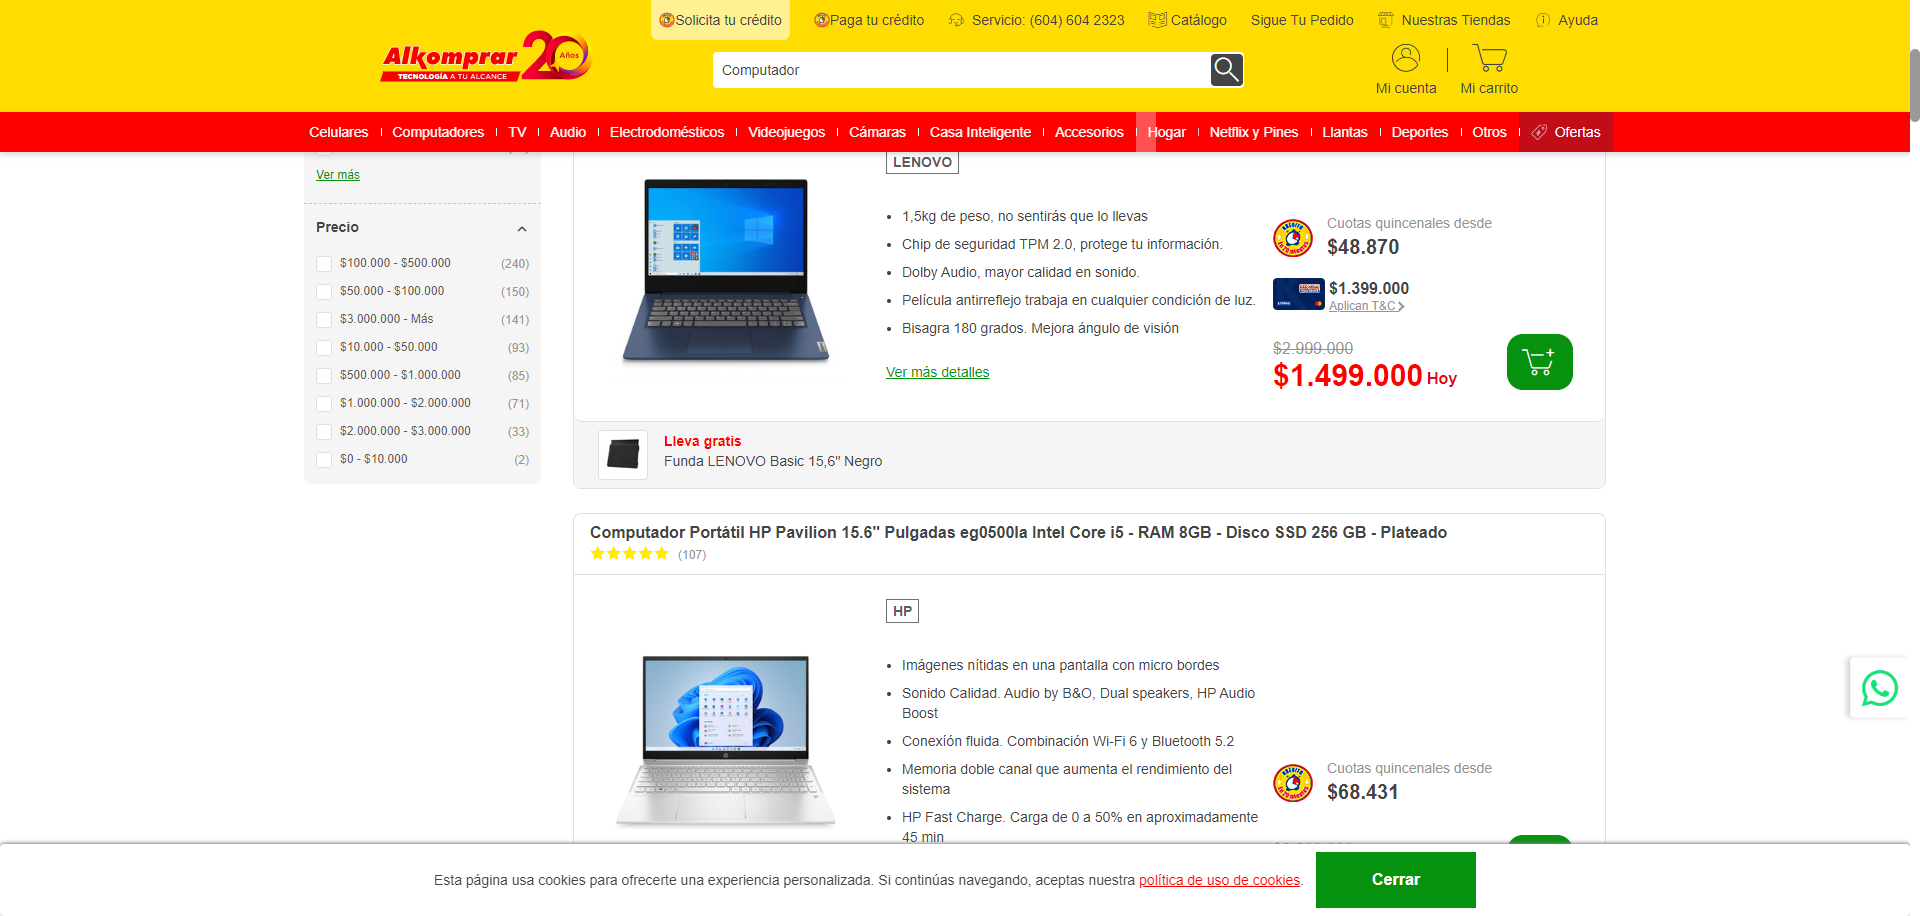 Solicita tu crédito
Paga tu crédito
Servicio: (604) 604 2323
Catálogo
Sigue Tu Pedido
Nuestras Tiendas
Ayuda
Alkomprar 20 Años
TECNOLOGÍA A TU ALCANCE
Computador
Mi cuenta
Mi carrito
Celulares
Computadores
TV
Audio
Electrodomésticos
Videojuegos
Cámaras
Casa Inteligente
Accesorios
Hogar
Netflix y Pines
Llantas
Deportes
Otros
Ofertas
Ver más
Precio
$100.000 - $500.000 (240)
$50.000 - $100.000 (150)
$3.000.000 - Más (141)
$10.000 - $50.000 (93)
$500.000 - $1.000.000 (85)
$1.000.000 - $2.000.000 (71)
$2.000.000 - $3.000.000 (33)
$0 - $10.000 (2)
LENOVO
1,5kg de peso, no sentirás que lo llevas
Chip de seguridad TPM 2.0, protege tu información.
Dolby Audio, mayor calidad en sonido.
Película antirreflejo trabaja en cualquier condición de luz.
Bisagra 180 grados. Mejora ángulo de visión
Ver más detalles
Cuotas quincenales desde
$48.870
$1.399.000
Aplican T&C
$2.999.000
$1.499.000 Hoy
Lleva gratis
Funda LENOVO Basic 15,6" Negro
Computador Portátil HP Pavilion 15.6" Pulgadas eg0500la Intel Core i5 - RAM 8GB - Disco SSD 256 GB - Plateado
(107)
HP
Imágenes nítidas en una pantalla con micro bordes
Sonido Calidad. Audio by B&O, Dual speakers, HP Audio
Boost
Conexíón fluida. Combinación Wi-Fi 6 y Bluetooth 5.2
Memoria doble canal que aumenta el rendimiento del
sistema
HP Fast Charge. Carga de 0 a 50% en aproximadamente
45 min
Cuotas quincenales desde
$68.431
Esta página usa cookies para ofrecerte una experiencia personalizada. Si continúas navegando, aceptas nuestra política de uso de cookies.
Cerrar